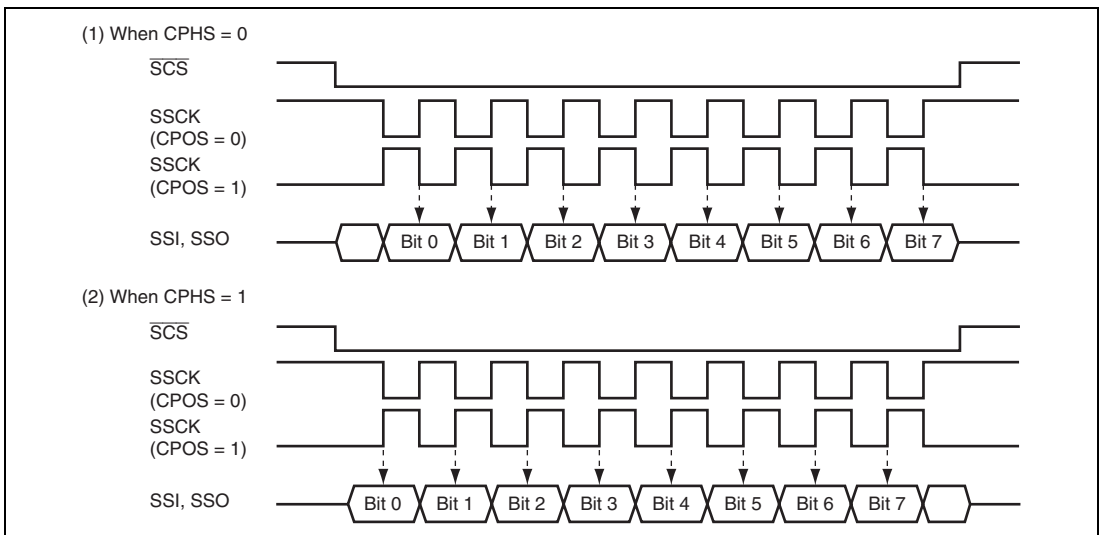 (1) When CPHS = 0
SCS
SSCK
(CPOS = 0)
SSCK
(CPOS = 1)
SSI, SSO
Bit 0 Bit 1 Bit 2 Bit 3 Bit 4 Bit 5 Bit 6 Bit 7
(2) When CPHS = 1
SCS
SSCK
(CPOS = 0)
SSCK
(CPOS = 1)
SSI, SSO
Bit 0 Bit 1 Bit 2 Bit 3 Bit 4 Bit 5 Bit 6 Bit 7